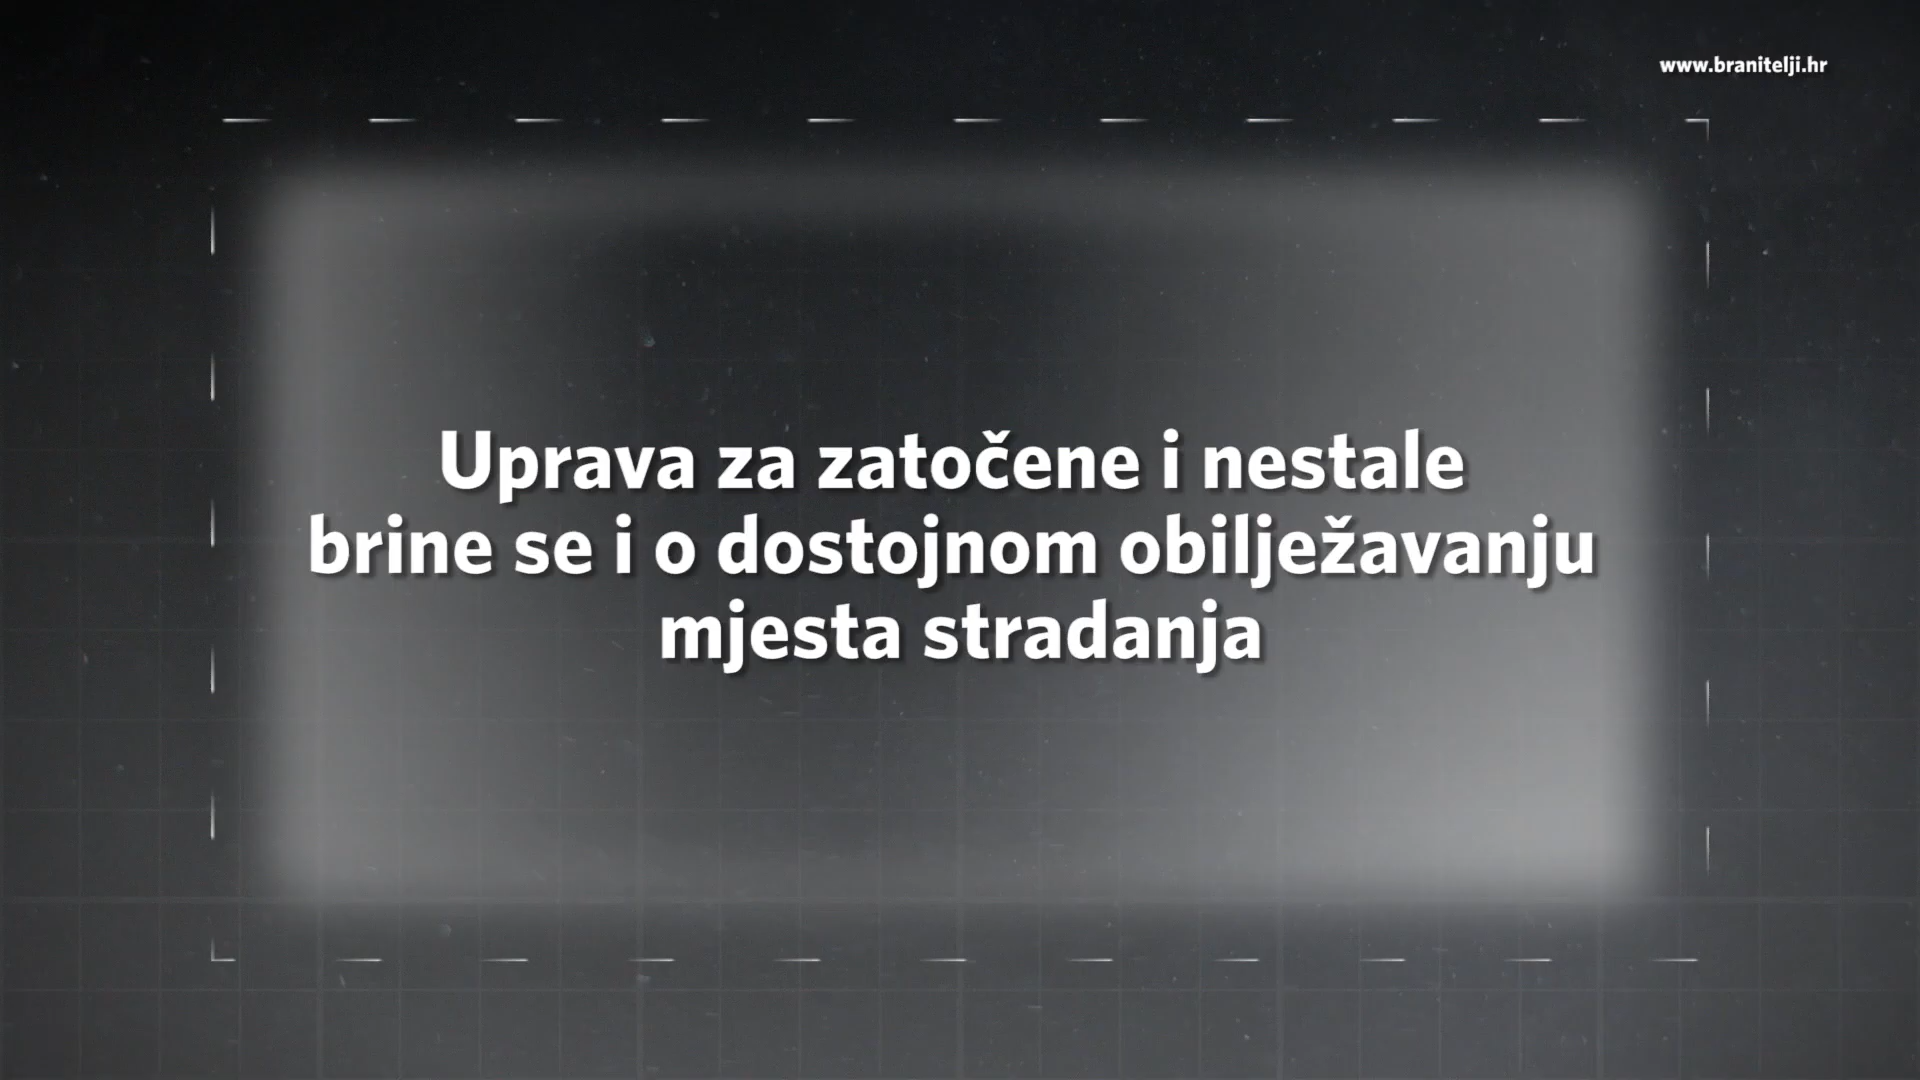 www.branitelji.hr
Uprava za zatočene i nestale
brine se i o dostojnom obilježavanju
mjesta stradanja